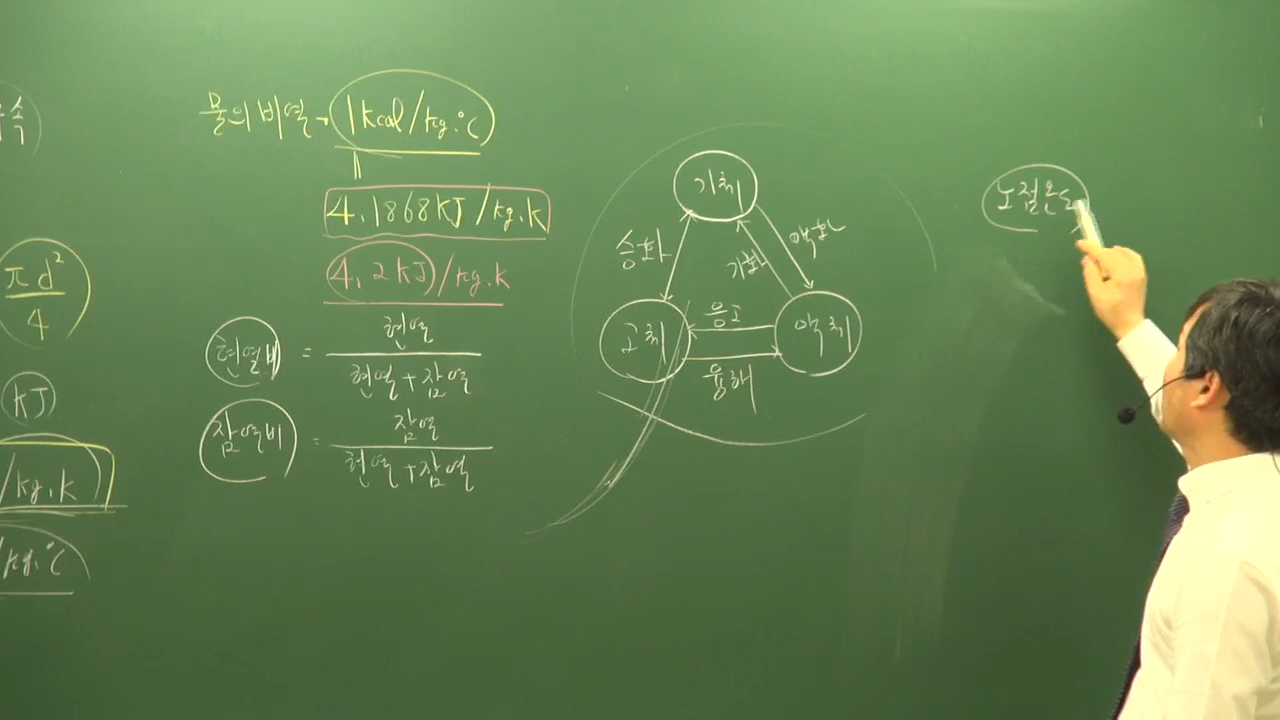 속
πd²
4
KJ
/kg.k
/kg.℃
물의 비열 → 1kcal/kg.℃
=
4.1868KJ/kg.k
4.2KJ/kg.k
현열비 = 현열
현열+잠열
잠열비 = 잠열
현열+잠열
기체
승화
기화
액화
고체
응고
융해
액체
노점온도